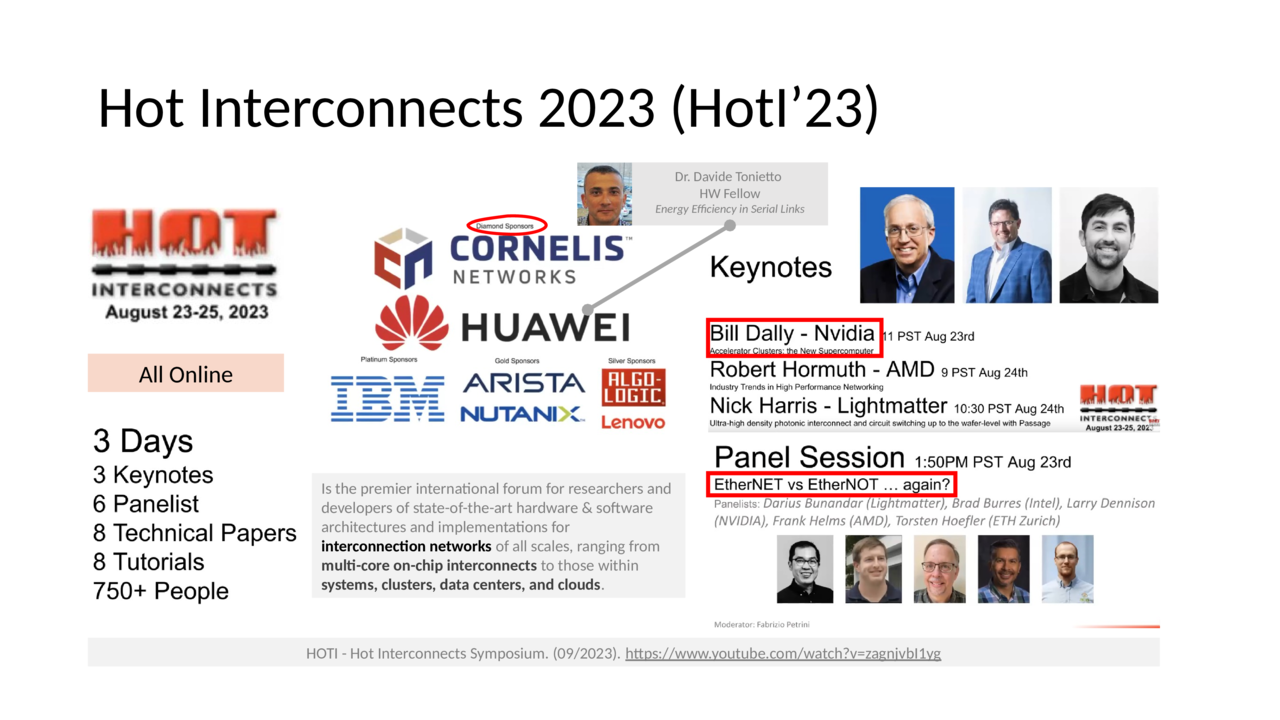 Hot Interconnects 2023 (HotI’23)
Dr. Davide Tonietto
HW Fellow
Energy Efficiency in Serial Links
HOT
INTERCONNECTS
August 23-25, 2023
All Online
3 Days
3 Keynotes
6 Panelist
8 Technical Papers
8 Tutorials
750+ People
Diamond Sponsors
CORNELIS™
NETWORKS
HUAWEI
Platinum Sponsors
Gold Sponsors
Silver Sponsors
IBM
ARISTA
NUTANIX
ALGO-
LOGIC
Lenovo
Is the premier international forum for researchers and
developers of state-of-the-art hardware & software
architectures and implementations for
interconnection networks of all scales, ranging from
multi-core on-chip interconnects to those within
systems, clusters, data centers, and clouds.
Keynotes
Bill Dally - Nvidia 11 PST Aug 23rd
Accelerator Clusters: the New Supercomputer
Robert Hormuth - AMD 9 PST Aug 24th
Industry Trends in High Performance Networking
Nick Harris - Lightmatter 10:30 PST Aug 24th
Ultra-high density photonic interconnect and circuit switching up to the wafer-level with Passage
HOT
INTERCONNECTS
August 23-25, 2023
Panel Session 1:50PM PST Aug 23rd
EtherNET vs EtherNOT … again?
Panelists: Darius Bunandar (Lightmatter), Brad Burres (Intel), Larry Dennison
(NVIDIA), Frank Helms (AMD), Torsten Hoefler (ETH Zurich)
Moderator: Fabrizio Petrini
HOTI - Hot Interconnects Symposium. (09/2023). https://www.youtube.com/watch?v=zagnjvbI1yg